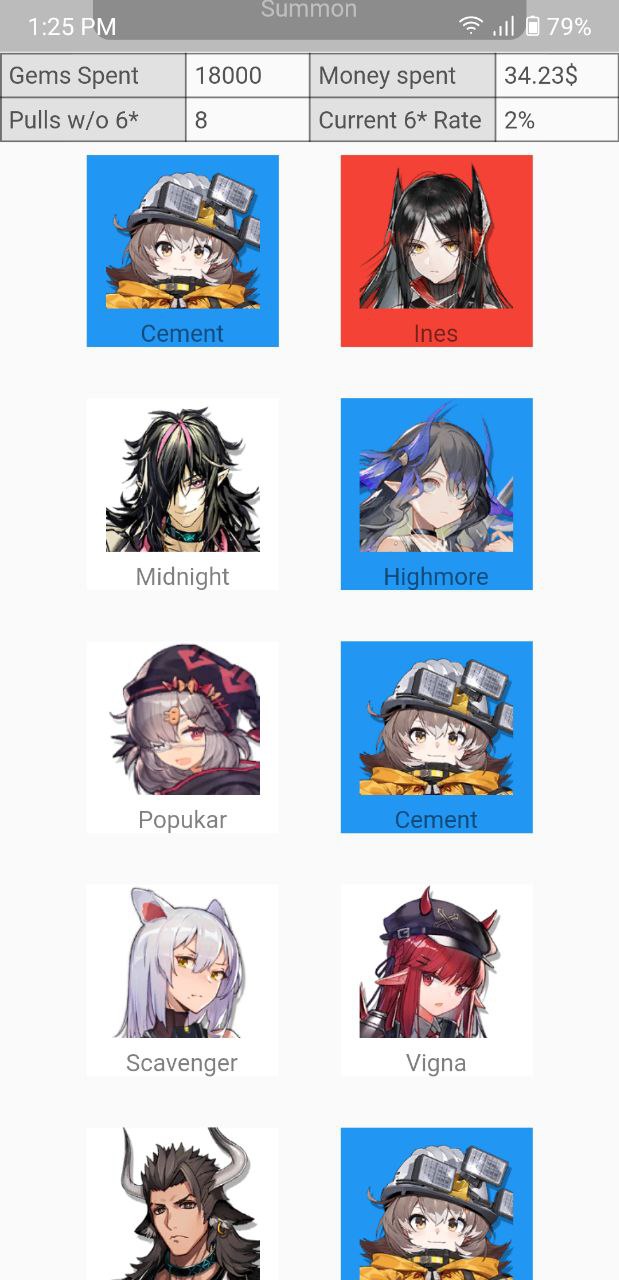 Summon
1:25 PM 79%
Gems Spent 18000 Money spent 34.23$
Pulls w/o 6* 8 Current 6* Rate 2%
Cement Ines
Midnight Highmore
Popukar Cement
Scavenger Vigna